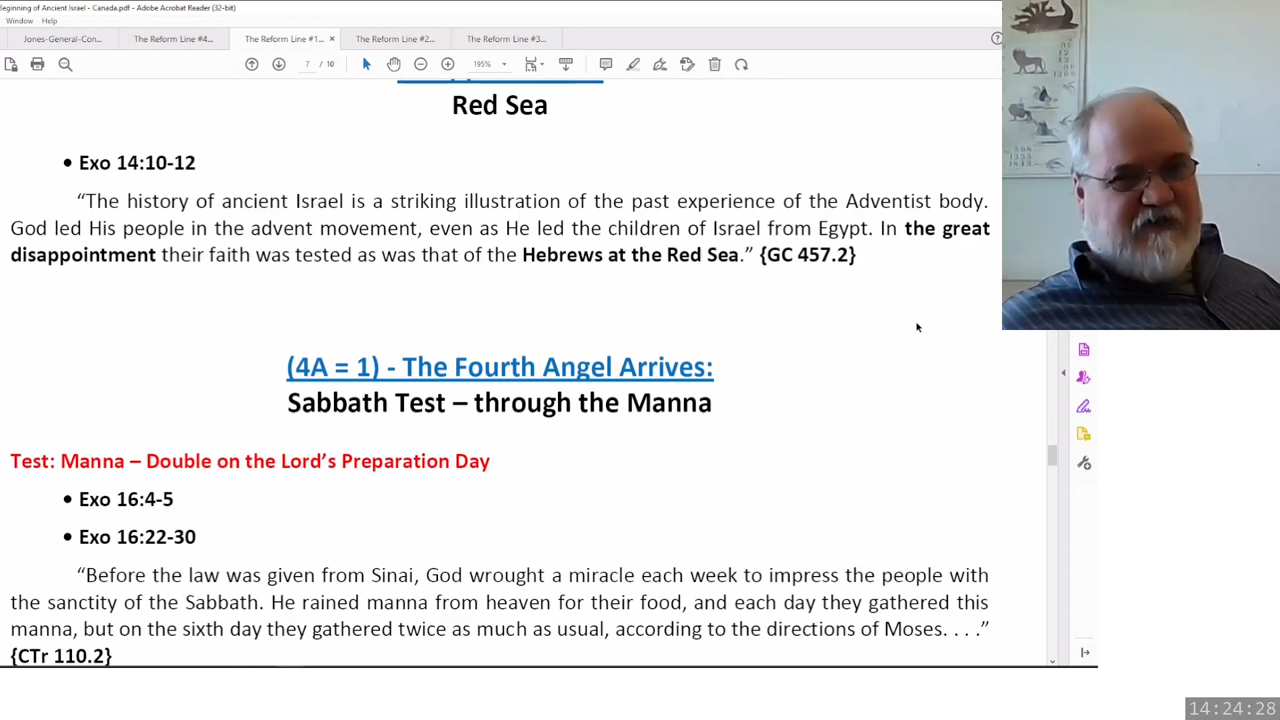 Beginning of Ancient Israel - Canada.pdf - Adobe Acrobat Reader (32-bit)
Window Help
Jones-General-Con... The Reform Line #4... The Reform Line #1... × The Reform Line #2... The Reform Line #3...
7 / 10 195%
Red Sea
• Exo 14:10-12
“The history of ancient Israel is a striking illustration of the past experience of the Adventist body.
God led His people in the advent movement, even as He led the children of Israel from Egypt. In the great
disappointment their faith was tested as was that of the Hebrews at the Red Sea.” {GC 457.2}
(4A = 1) - The Fourth Angel Arrives:
Sabbath Test – through the Manna
Test: Manna – Double on the Lord’s Preparation Day
• Exo 16:4-5
• Exo 16:22-30
“Before the law was given from Sinai, God wrought a miracle each week to impress the people with
the sanctity of the Sabbath. He rained manna from heaven for their food, and each day they gathered this
manna, but on the sixth day they gathered twice as much as usual, according to the directions of Moses. . . .”
{CTr 110.2}
14:24:28